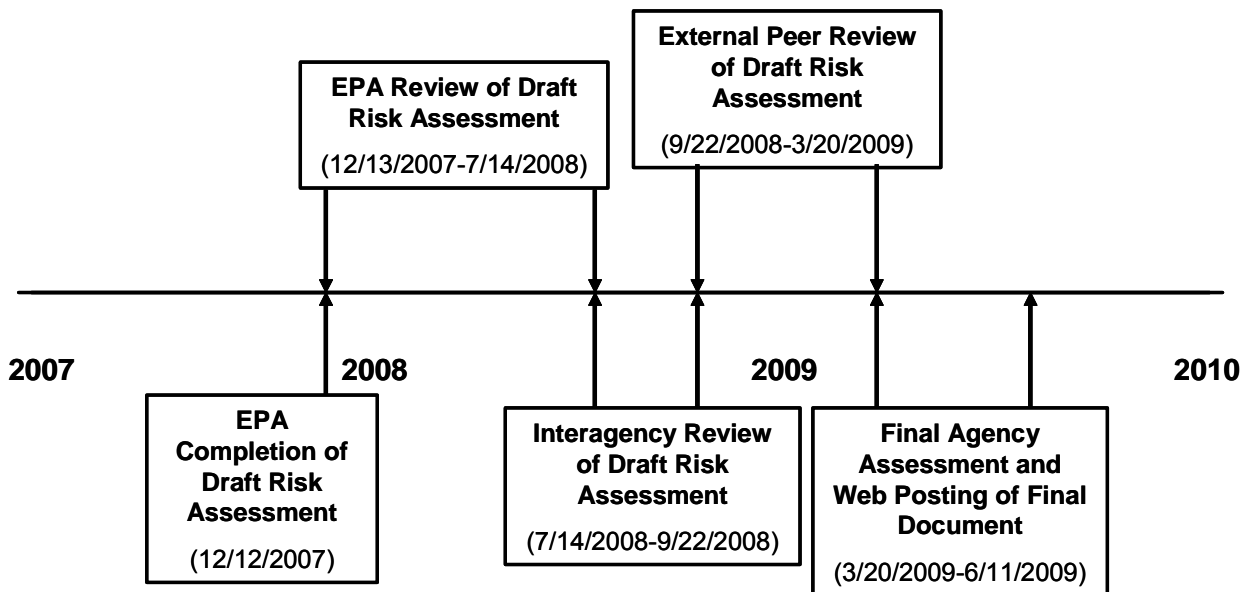 EPA Review of Draft
Risk Assessment
(12/13/2007-7/14/2008)
External Peer Review
of Draft Risk
Assessment
(9/22/2008-3/20/2009)
2007
2008
2009
2010
EPA
Completion of
Draft Risk
Assessment
(12/12/2007)
Interagency Review
of Draft Risk
Assessment
(7/14/2008-9/22/2008)
Final Agency
Assessment and
Web Posting of Final
Document
(3/20/2009-6/11/2009)